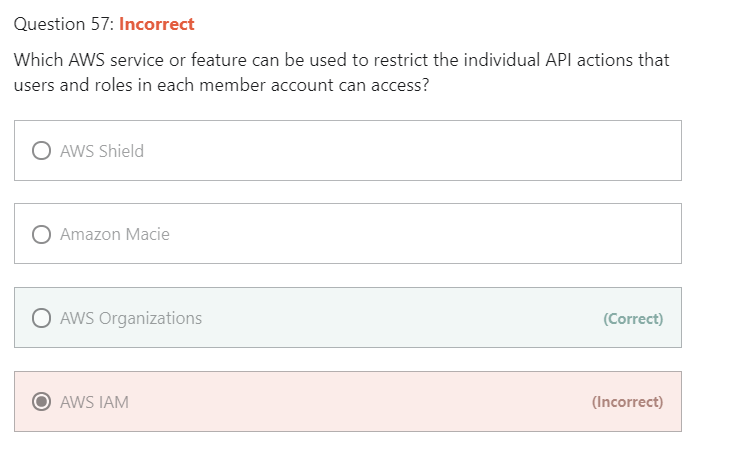 Question 57: Incorrect
Which AWS service or feature can be used to restrict the individual API actions that
users and roles in each member account can access?
AWS Shield
Amazon Macie
AWS Organizations (Correct)
AWS IAM (Incorrect)